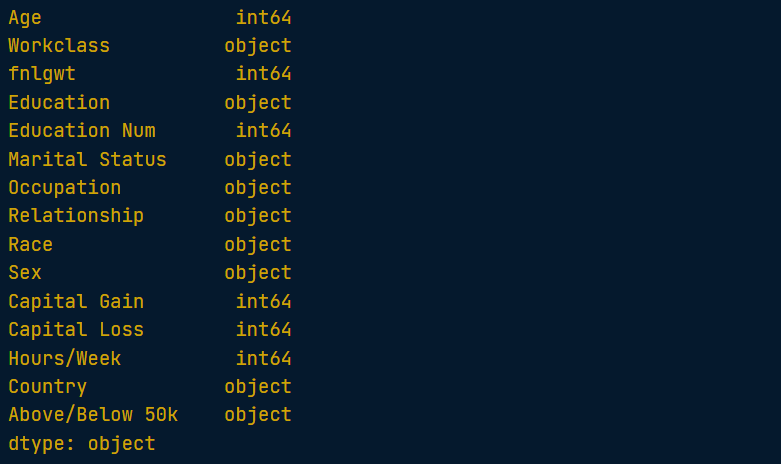 Age                 int64
Workclass          object
fnlgwt              int64
Education          object
Education Num       int64
Marital Status     object
Occupation         object
Relationship       object
Race               object
Sex                object
Capital Gain        int64
Capital Loss        int64
Hours/Week          int64
Country            object
Above/Below 50k    object
dtype: object